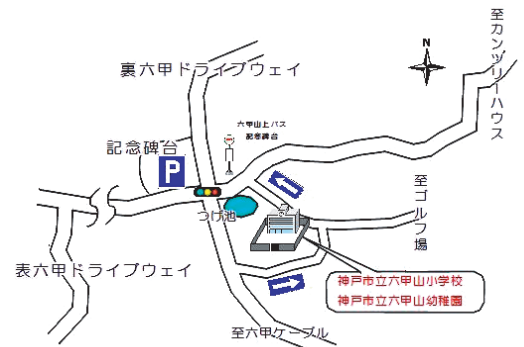 至カンツリーハウス
N
裏六甲ドライブウェイ
六甲山上バス
記念碑台
記念碑台
P
至ゴルフ場
つげ池
表六甲ドライブウェイ
神戸市立六甲山小学校
神戸市立六甲山幼稚園
至六甲ケーブル